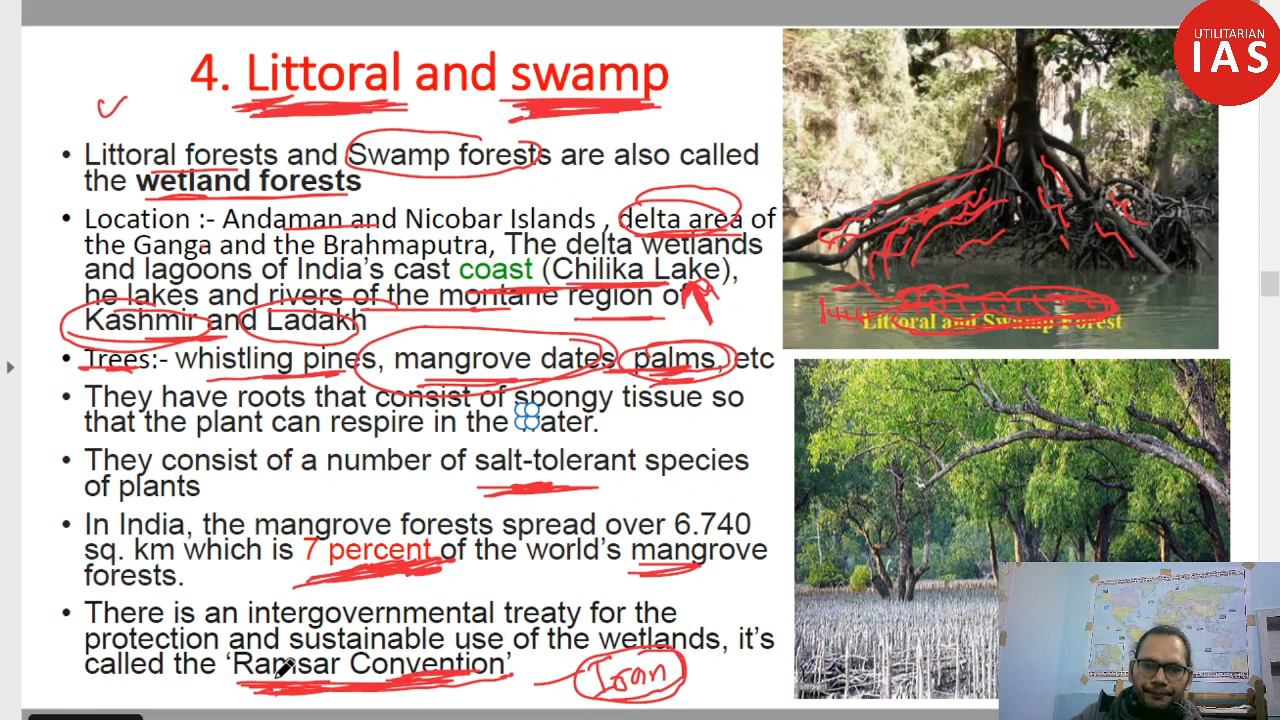 UTILITARIAN
IAS
4. Littoral and swamp
• Littoral forests and Swamp forests are also called
the wetland forests
• Location :- Andaman and Nicobar Islands , delta area of
the Ganga and the Brahmaputra, The delta wetlands
and lagoons of India's cast coast (Chilika Lake),
he lakes and rivers of the montane region of
Kashmir and Ladakh
• Trees:- whistling pines, mangrove dates, palms, etc
• They have roots that consist of spongy tissue so
that the plant can respire in the ater.
• They consist of a number of salt-tolerant species
of plants
• In India, the mangrove forests spread over 6.740
sq. km which is 7 percent of the world's mangrove
forests.
• There is an intergovernmental treaty for the
protection and sustainable use of the wetlands, it's
called the ‘Ramsar Convention’
Iran
Littoral and Swamp Forest